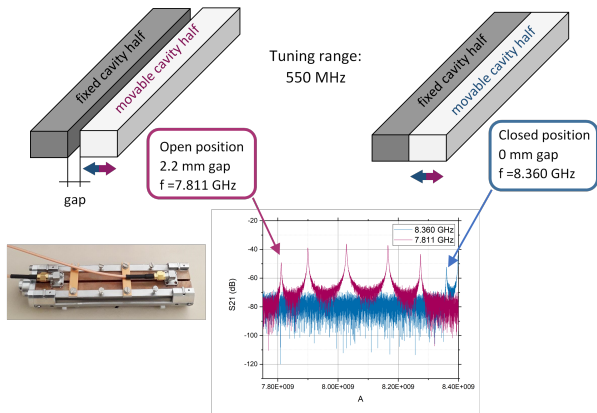 fixed cavity half
movable cavity half
gap
Tuning range:
550 MHz
fixed cavity half
movable cavity half
Open position
2.2 mm gap
f =7.811 GHz
Closed position
0 mm gap
f =8.360 GHz
8.360 GHz
7.811 GHz
S21 (dB)
-20
-40
-60
-80
-100
-120
7.80E+009
8.00E+009
8.20E+009
8.40E+009
A